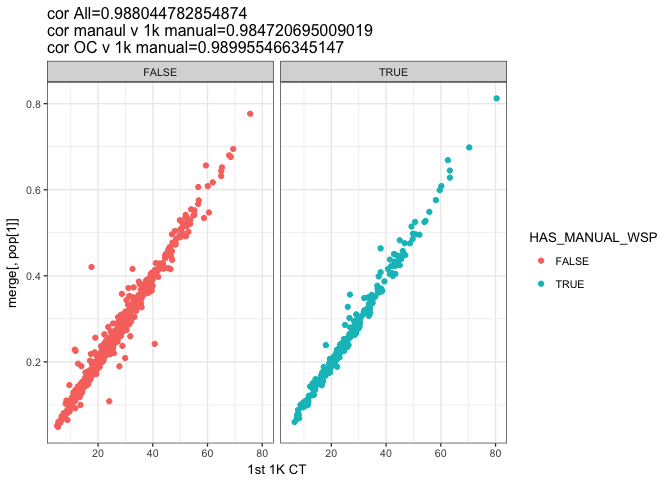 cor All=0.988044782854874
cor manaul v 1k manual=0.984720695009019
cor OC v 1k manual=0.989955466345147
FALSE
TRUE
0.8
0.6
0.4
0.2
merge[, pop[1]]
20 40 60 80
20 40 60 80
1st 1K CT
HAS_MANUAL_WSP
FALSE
TRUE